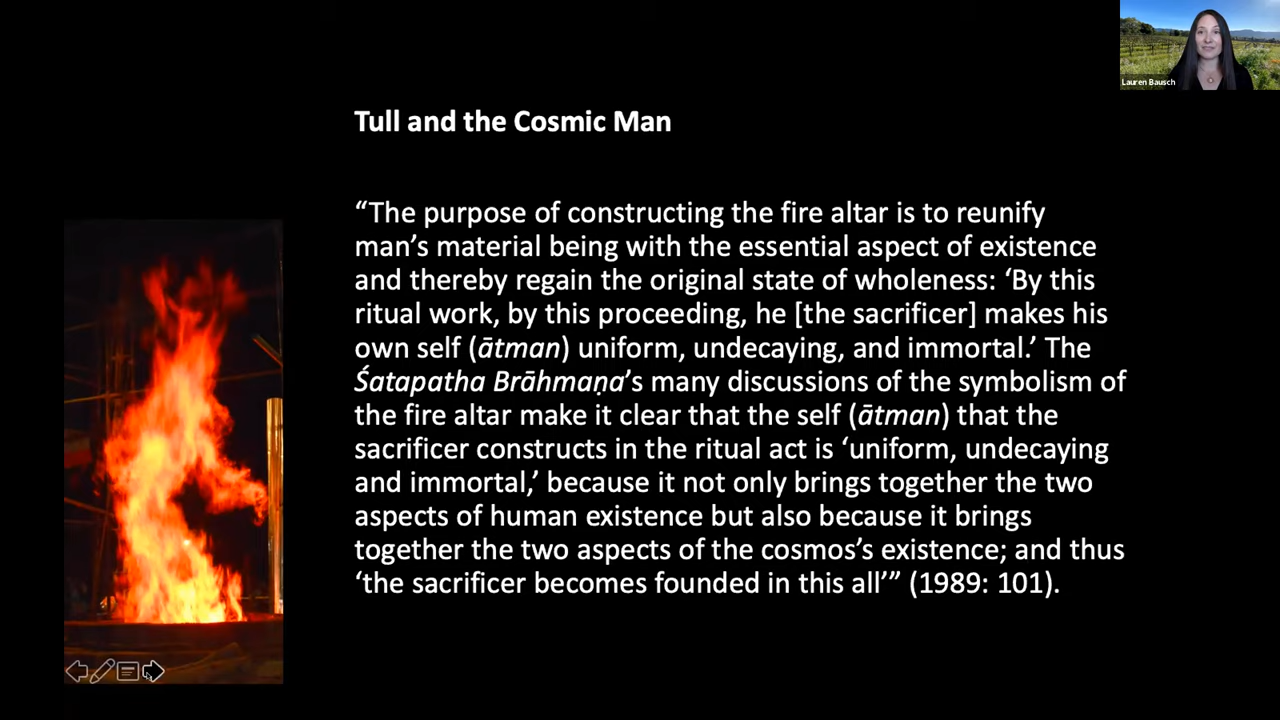 Lauren Bausch
Tull and the Cosmic Man
“The purpose of constructing the fire altar is to reunify
man’s material being with the essential aspect of existence
and thereby regain the original state of wholeness: ‘By this
ritual work, by this proceeding, he [the sacrificer] makes his
own self (ātman) uniform, undecaying, and immortal.’ The
Śatapatha Brāhmaṇa’s many discussions of the symbolism of
the fire altar make it clear that the self (ātman) that the
sacrificer constructs in the ritual act is ‘uniform, undecaying
and immortal,’ because it not only brings together the two
aspects of human existence but also because it brings
together the two aspects of the cosmos’s existence; and thus
‘the sacrificer becomes founded in this all’” (1989: 101).